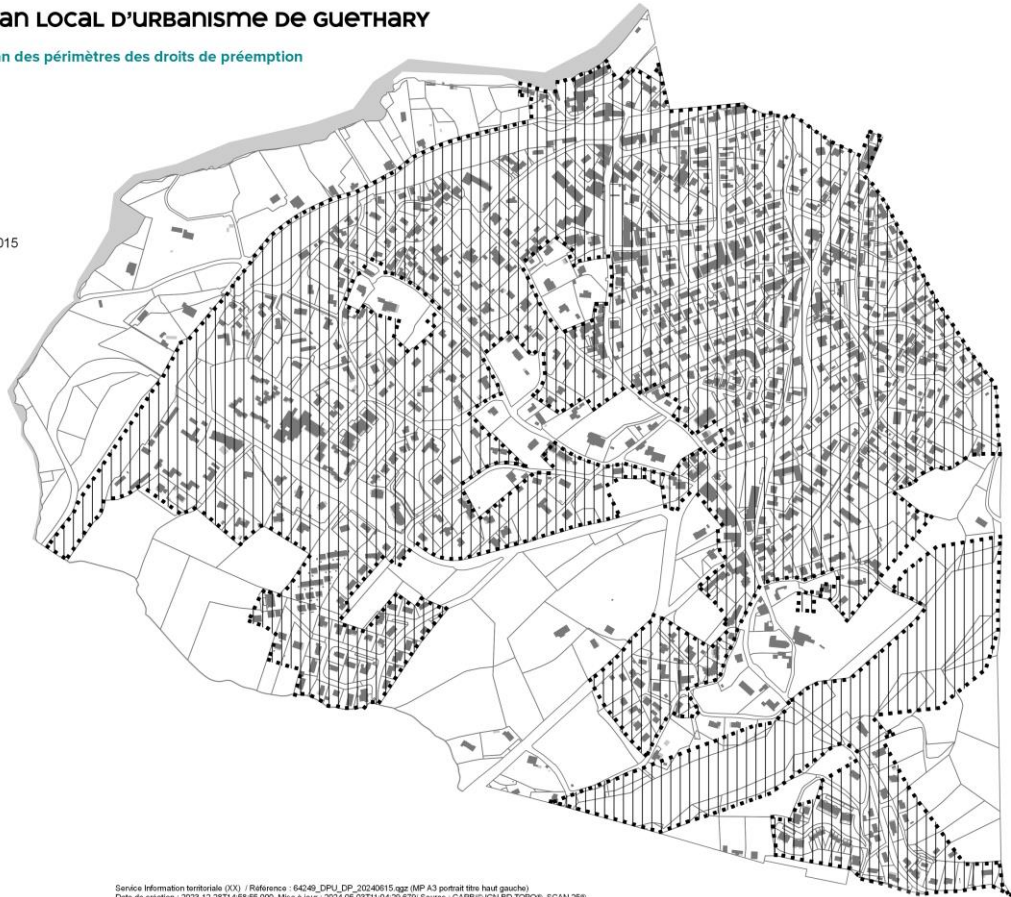 an LOCAL D'URBANISME DE GUETHARY
n des périmètres des droits de préemption
015
Service Information territoriale (XX) / Référence : 64249_DPU_DP_20240615.qgz (MP A3 portrait titre haut gauche)